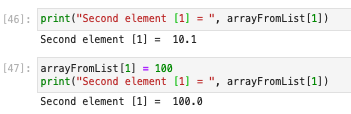 [46]: print("Second element [1] = ", arrayFromList[1])
Second element [1] =  10.1
[47]: arrayFromList[1] = 100
print("Second element [1] = ", arrayFromList[1])
Second element [1] =  100.0